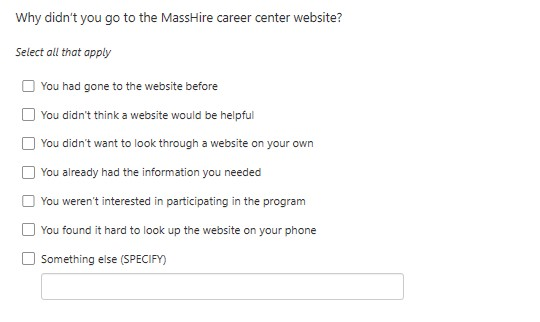 Why didn't you go to the MassHire career center website?
Select all that apply
You had gone to the website before
You didn't think a website would be helpful
You didn't want to look through a website on your own
You already had the information you needed
You weren't interested in participating in the program
You found it hard to look up the website on your phone
Something else (SPECIFY)